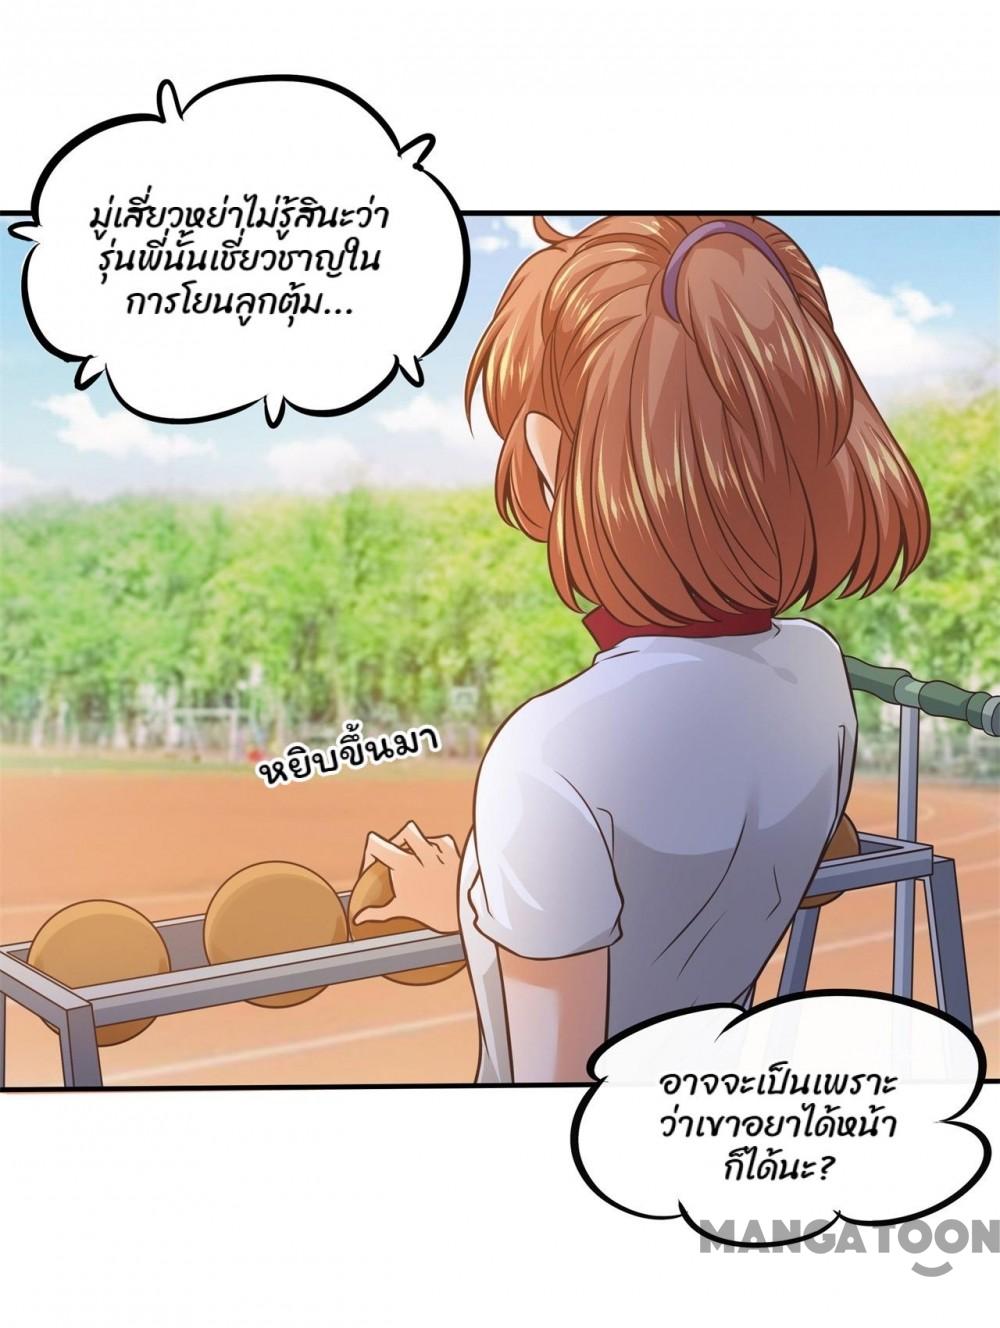 มู่เสี่ยวหย่าไม่รู้สินะว่า
รุ่นพี่นั้นเชี่ยวชาญใน
การโยนลูกตุ้ม...
หยิบขึ้นมา
อาจจะเป็นเพราะ
ว่าเขาอยาได้หน้า
ก็ได้นะ?
MANGATOON